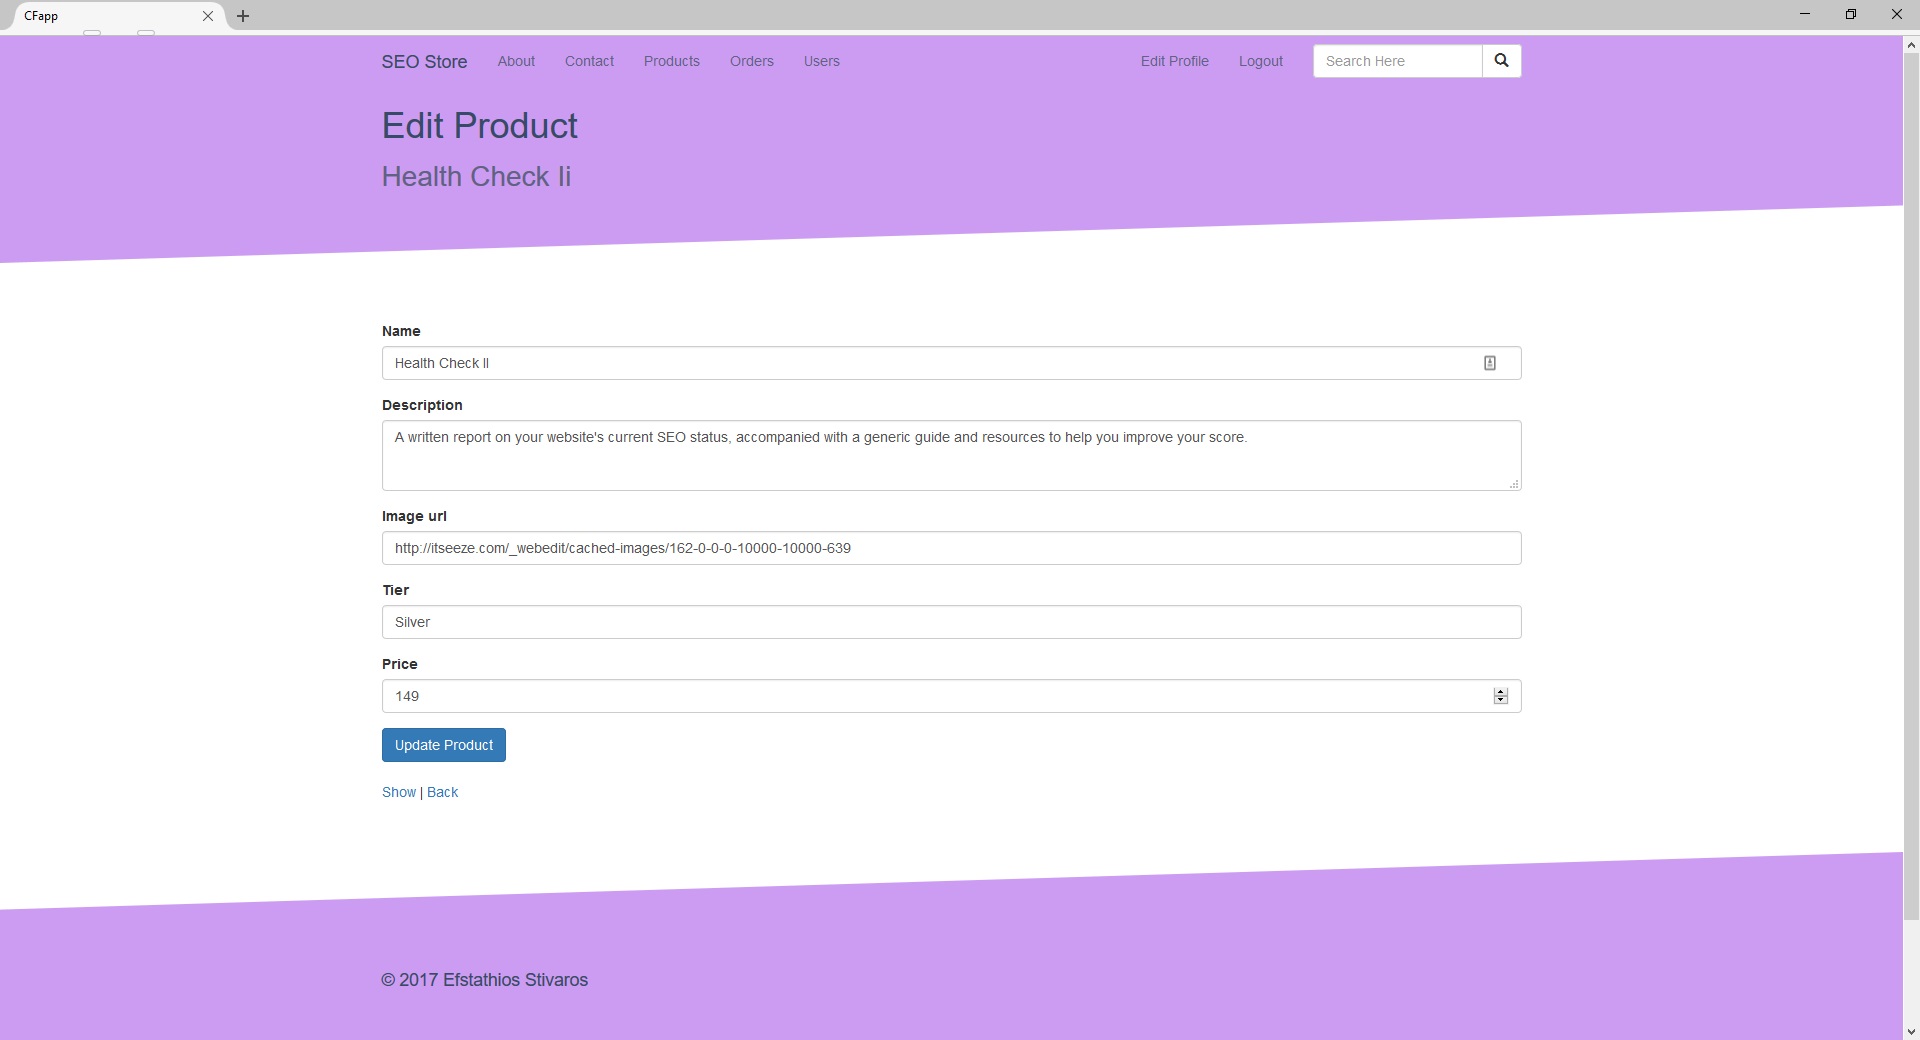 CFapp
SEO Store About Contact Products Orders Users Edit Profile Logout Search Here
Edit Product
Health Check Ii
Name
Health Check II
Description
A written report on your website's current SEO status, accompanied with a generic guide and resources to help you improve your score.
Image url
http://itseeze.com/_webedit/cached-images/162-0-0-0-10000-10000-639
Tier
Silver
Price
149
Update Product
Show | Back
© 2017 Efstathios Stivaros